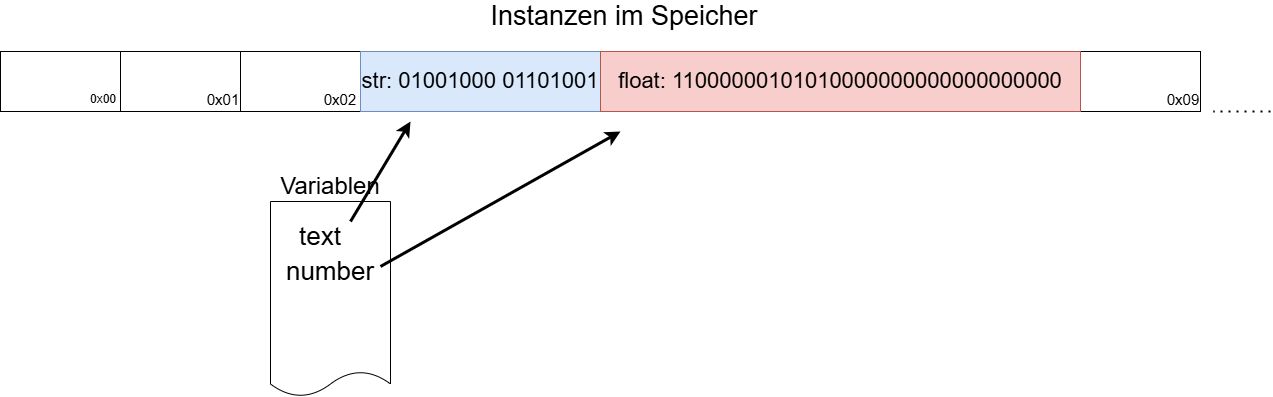 Instanzen im Speicher
0x00
0x01
0x02
str: 01001000 01101001
float: 11000000101010000000000000000000
0x09
........
Variablen
text
number